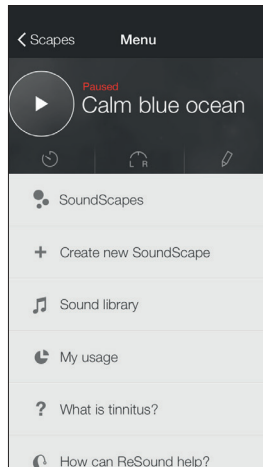 Scapes Menu
Paused
Calm blue ocean
L R
SoundScapes
Create new SoundScape
Sound library
My usage
? What is tinnitus?
How can ReSound help?